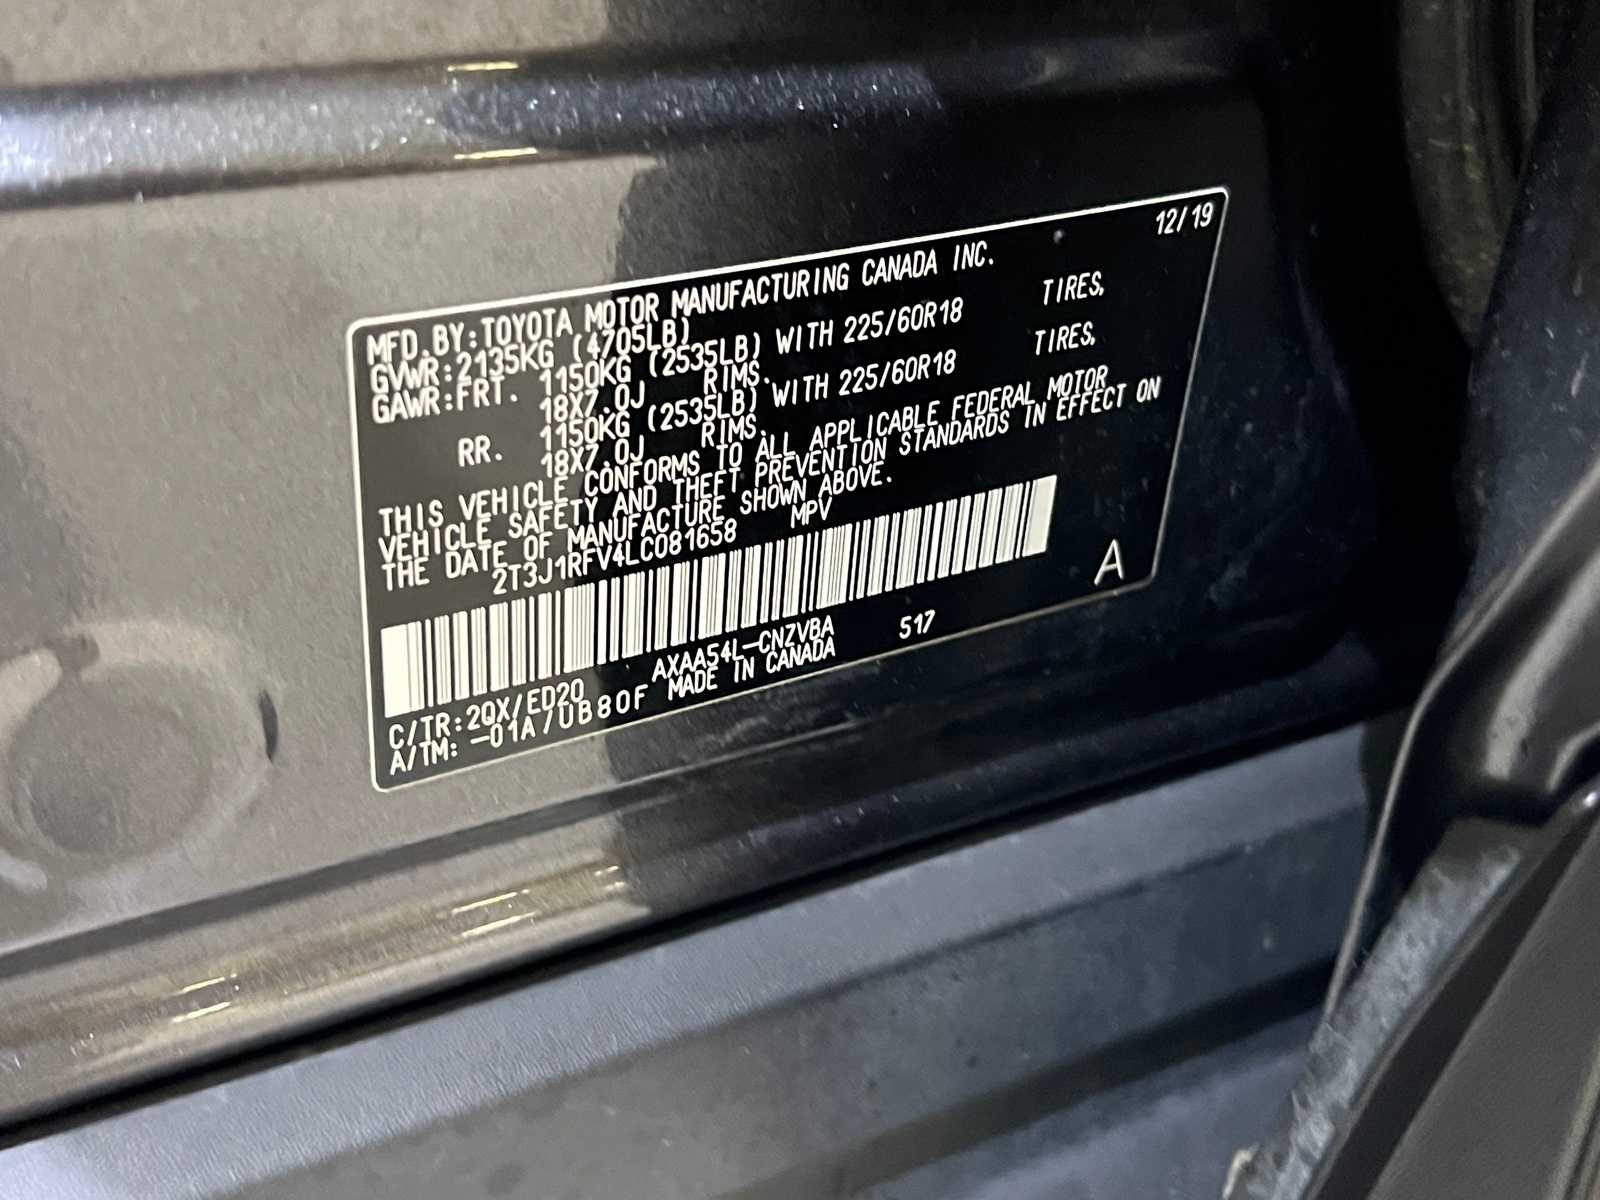 12/19
MFD. BY: TOYOTA MOTOR MANUFACTURING CANADA INC.
GVWR: 2135KG (4705LB)
GAWR: FRT. 1150KG (2535LB) WITH 225/60R18 TIRES,
18X7.0J RIMS.
RR. 1150KG (2535LB) WITH 225/60R18 TIRES,
18X7.0J RIMS.
THIS VEHICLE CONFORMS TO ALL APPLICABLE FEDERAL MOTOR
VEHICLE SAFETY AND THEFT PREVENTION STANDARDS IN EFFECT ON
THE DATE OF MANUFACTURE SHOWN ABOVE.
2T3J1RFV4LC081658 MPV
A
AXAA54L-CNZVBA 517
C/TR: 2QX/ED20 MADE IN CANADA
A/TM: -01A/UB80F